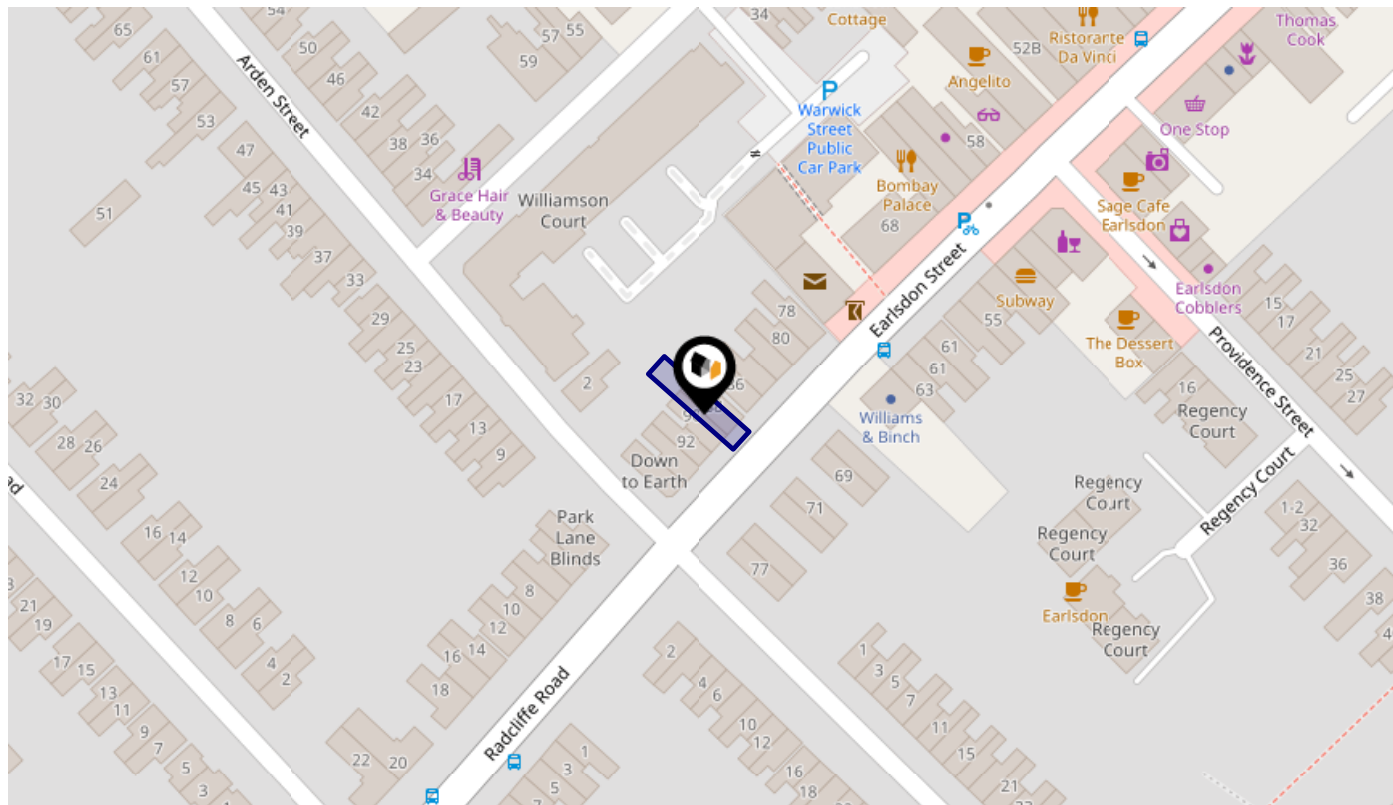 34
Cottage
Ristorarte
Da Vinci
Thomas
Cook
65
50
57
55
52B
61
59
46
Angelito
57
Arden Street
P
Warwick
Street
Public
Car Park
One Stop
53
42
38
36
58
47
34
Grace Hair
& Beauty
Williamson
Court
Bombay
Palace
Sage Cafe
Earlsdon
45
43
41
39
51
68
P
37
33
Earlsdon Street
Subway
Earlsdon
Cobblers
15
17
29
78
80
55
25
23
61
61
63
The Dessert
Box
21
25
27
Providence Street
2
86
32
30
17
16
Regency
Court
Williams
& Binch
28
26
13
9
92
24
Down
to Earth
69
71
Regency
Court
Regency Court
1-2
32
16
14
Park
Lane
Blinds
Regency
Court
36
12
10
77
8
6
8
10
12
Earlsdon
38
21
19
Regency
Court
17
15
4
2
16
14
18
2
4
6
1
3
5
7
13
11
Radcliffe Road
9
7
10
12
11
15
22
20
1
3
5
5
3
16
18
21